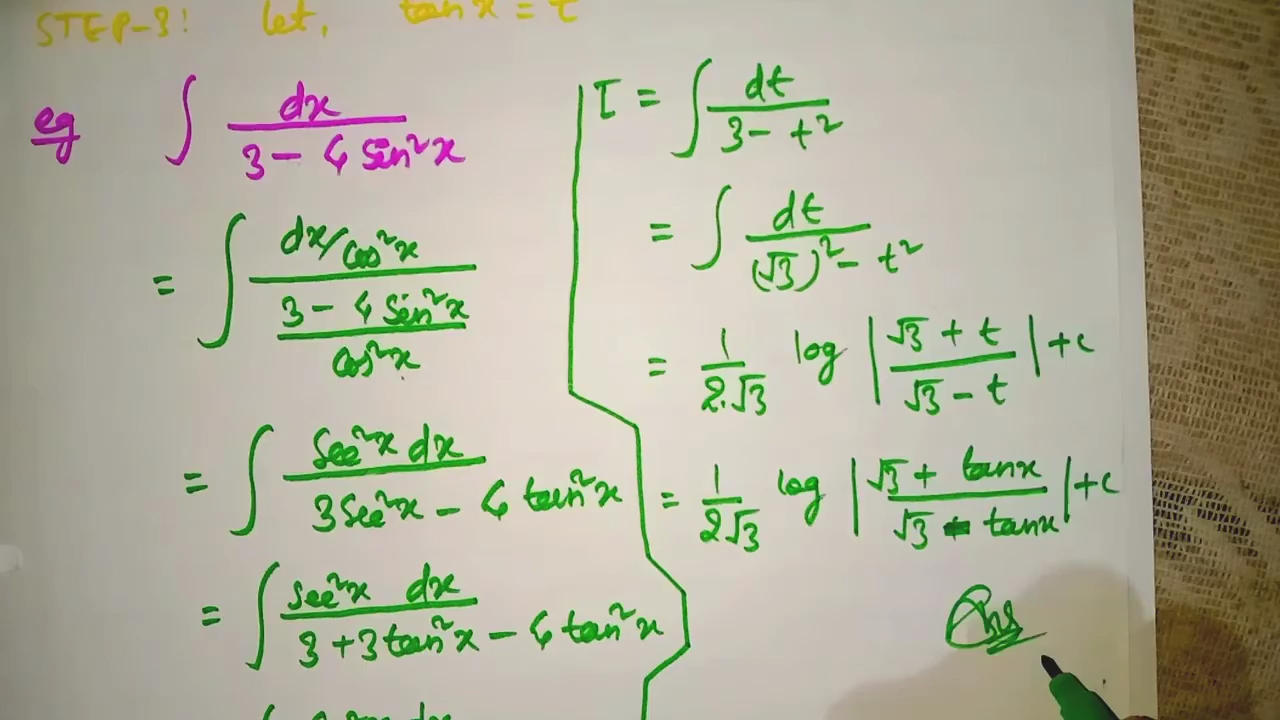 STEP-3! let, tan x = t
eg ∫ dx / (3 - 4 sin²x)
= ∫ (dx/cos²x) / ((3 - 4 sin²x) / cos²x)
= ∫ sec²x dx / (3 sec²x - 4 tan²x)
= ∫ sec²x dx / (3 + 3 tan²x - 4 tan²x)
I = ∫ dt / (3 - t²)
= ∫ dt / ((√3)² - t²)
= 1 / (2.√3) log | (√3 + t) / (√3 - t) | + c
= 1 / (2√3) log | (√3 + tan x) / (√3 - tan x) | + c
Ans